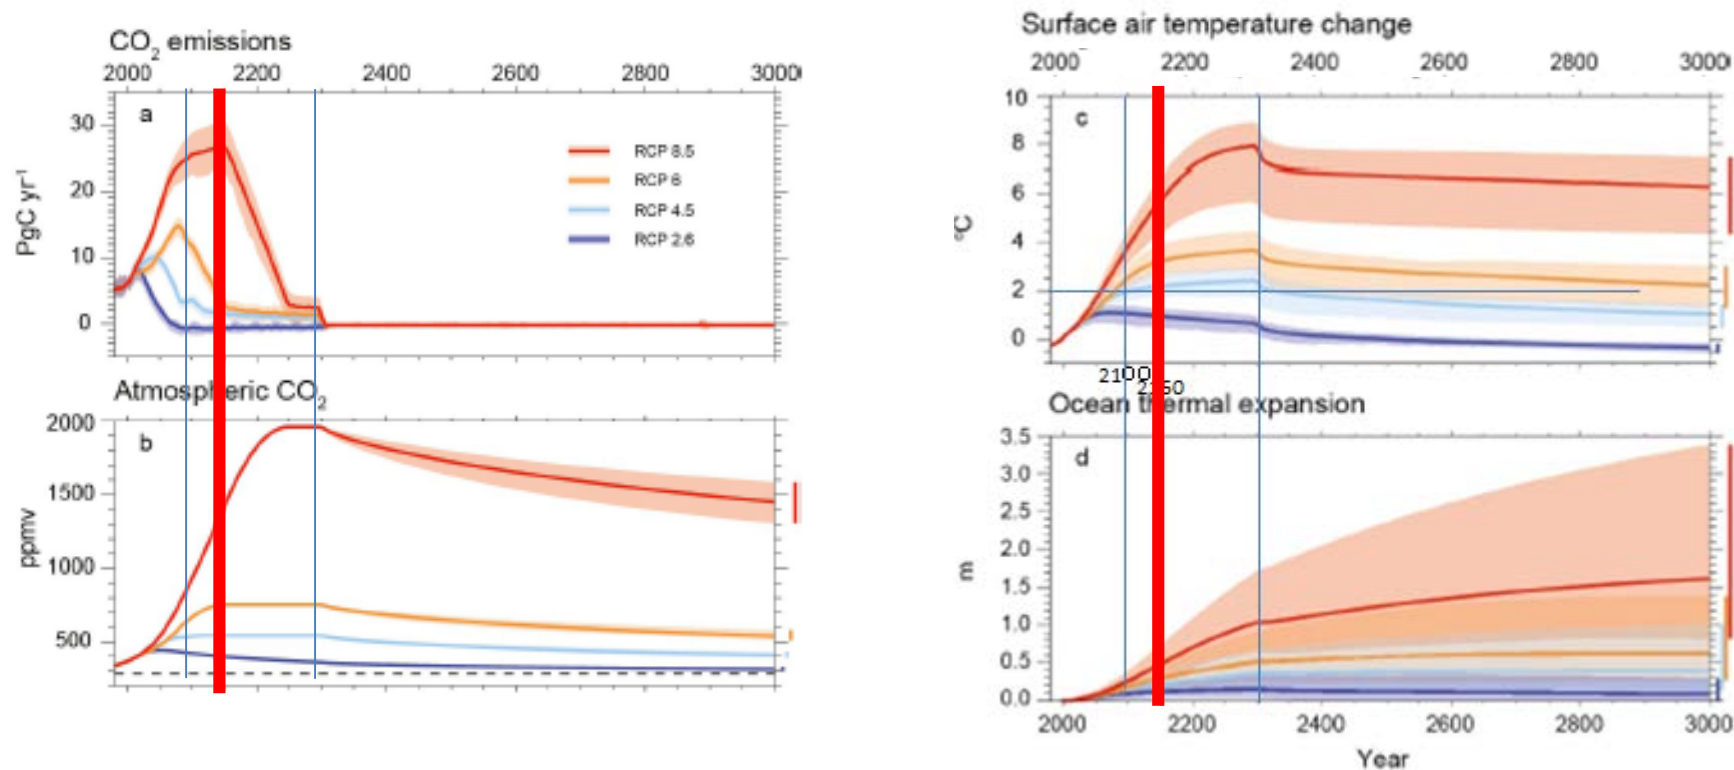 CO2 emissions
2000 2200 2400 2600 2800 3000
a
30
20
10
0
PgC yr-1
RCP 8.5
RCP 6
RCP 4.5
RCP 2.6
Atmospheric CO2
b
2000
1500
1000
500
ppmv
Surface air temperature change
2000 2200 2400 2600 2800 3000
c
10
8
6
4
2
0
°C
2100
2150
Ocean thermal expansion
d
3.5
3.0
2.5
2.0
1.5
1.0
0.5
0.0
m
2000 2200 2400 2600 2800 3000
Year